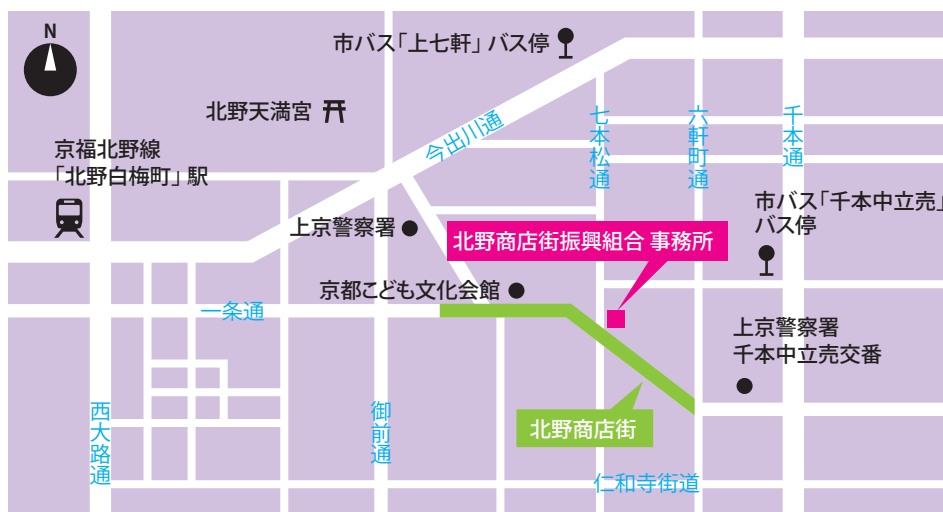 N
市バス「上七軒」バス停
北野天満宮
今出川通
七本松通
六軒町通
千本通
京福北野線
「北野白梅町」駅
市バス「千本中立売」
バス停
上京警察署
北野商店街振興組合 事務所
京都こども文化会館
一条通
上京警察署
千本中立売交番
西大路通
御前通
北野商店街
仁和寺街道